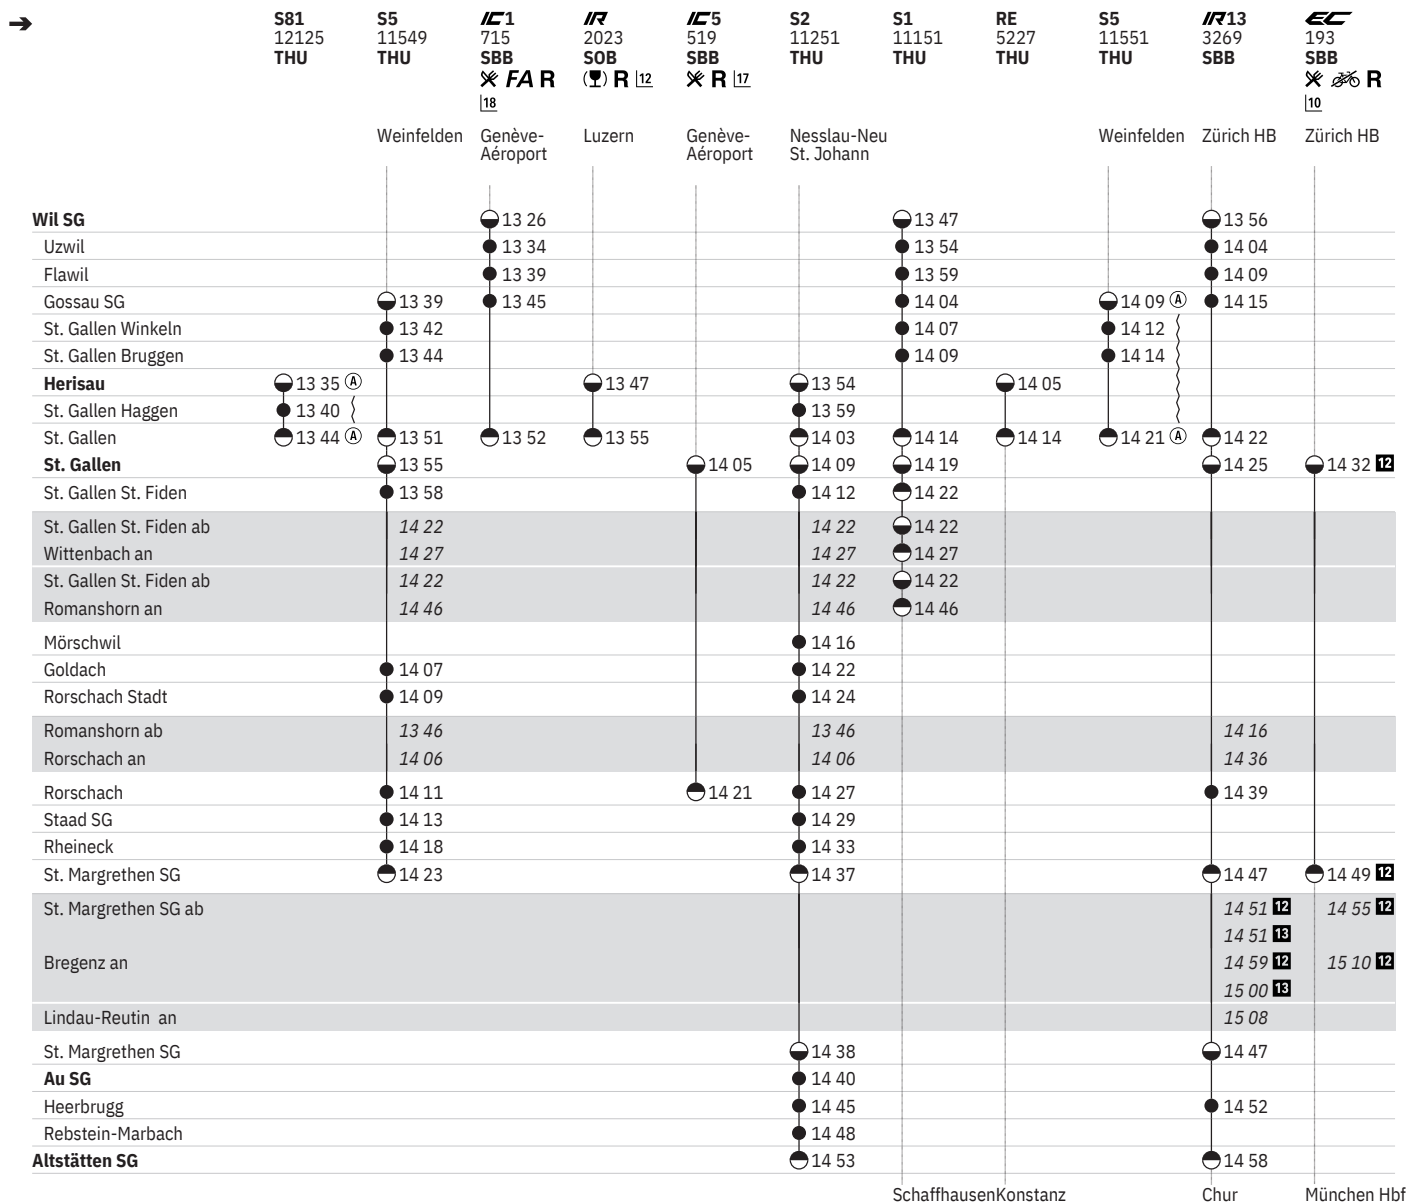 ➔ S81 S5 IC1 IR IC5 S2 S1 RE S5 IR13 EC
12125 11549 715 2023 519 11251 11151 5227 11551 3269 193
THU THU SBB SOB SBB THU THU THU THU SBB SBB
FA R R 12 R 17 R
18 10
Weinfelden Genève- Luzern Genève- Nesslau-Neu Weinfelden Zürich HB Zürich HB
Aéroport Aéroport St. Johann
Wil SG 13 26 13 47 13 56
Uzwil 13 34 13 54 14 04
Flawil 13 39 13 59 14 09
Gossau SG 13 39 13 45 14 04 14 09 A 14 15
St. Gallen Winkeln 13 42 14 07 14 12
St. Gallen Bruggen 13 44 14 09 14 14
Herisau 13 35 A 13 47 13 54 14 05
St. Gallen Haggen 13 40 13 59
St. Gallen 13 44 A 13 51 13 52 13 55 14 03 14 14 14 14 14 21 A 14 22
St. Gallen 13 55 14 05 14 09 14 19 14 25 14 32 12
St. Gallen St. Fiden 13 58 14 12 14 22
St. Gallen St. Fiden ab 14 22 14 22 14 22
Wittenbach an 14 27 14 27 14 27
St. Gallen St. Fiden ab 14 22 14 22 14 22
Romanshorn an 14 46 14 46 14 46
Mörschwil 14 16
Goldach 14 07 14 22
Rorschach Stadt 14 09 14 24
Romanshorn ab 13 46 13 46 14 16
Rorschach an 14 06 14 06 14 36
Rorschach 14 11 14 21 14 27 14 39
Staad SG 14 13 14 29
Rheineck 14 18 14 33
St. Margrethen SG 14 23 14 37 14 47 14 49 12
St. Margrethen SG ab 14 51 12 14 55 12
14 51 13
Bregenz an 14 59 12 15 10 12
15 00 13
Lindau-Reutin an 15 08
St. Margrethen SG 14 38 14 47
Au SG 14 40
Heerbrugg 14 45 14 52
Rebstein-Marbach 14 48
Altstätten SG 14 53 14 58
Schaffhausen Konstanz Chur München Hbf